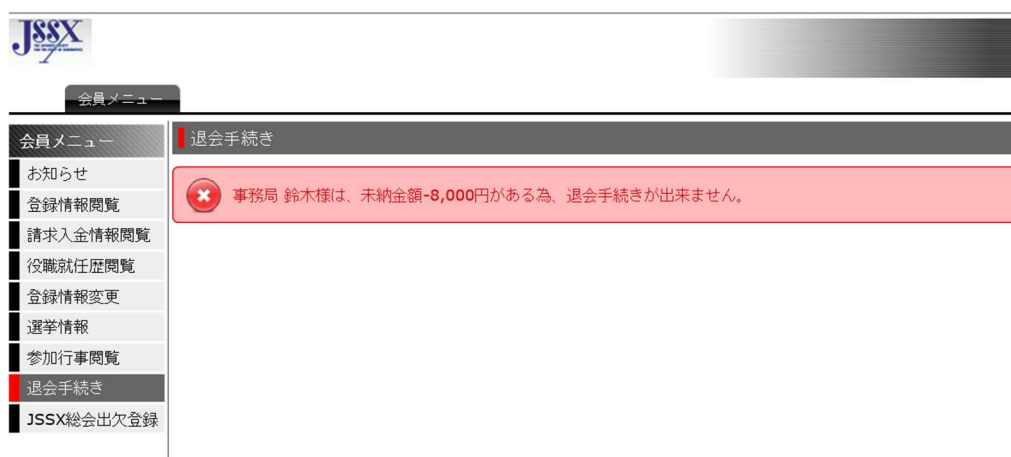 JSSX
会員メニュー
会員メニュー
お知らせ
登録情報閲覧
請求入金情報閲覧
役職就任歴閲覧
登録情報変更
選挙情報
参加行事閲覧
退会手続き
JSSX総会出欠登録
退会手続き
事務局 鈴木様は、未納金額-8,000円がある為、退会手続きが出来ません。